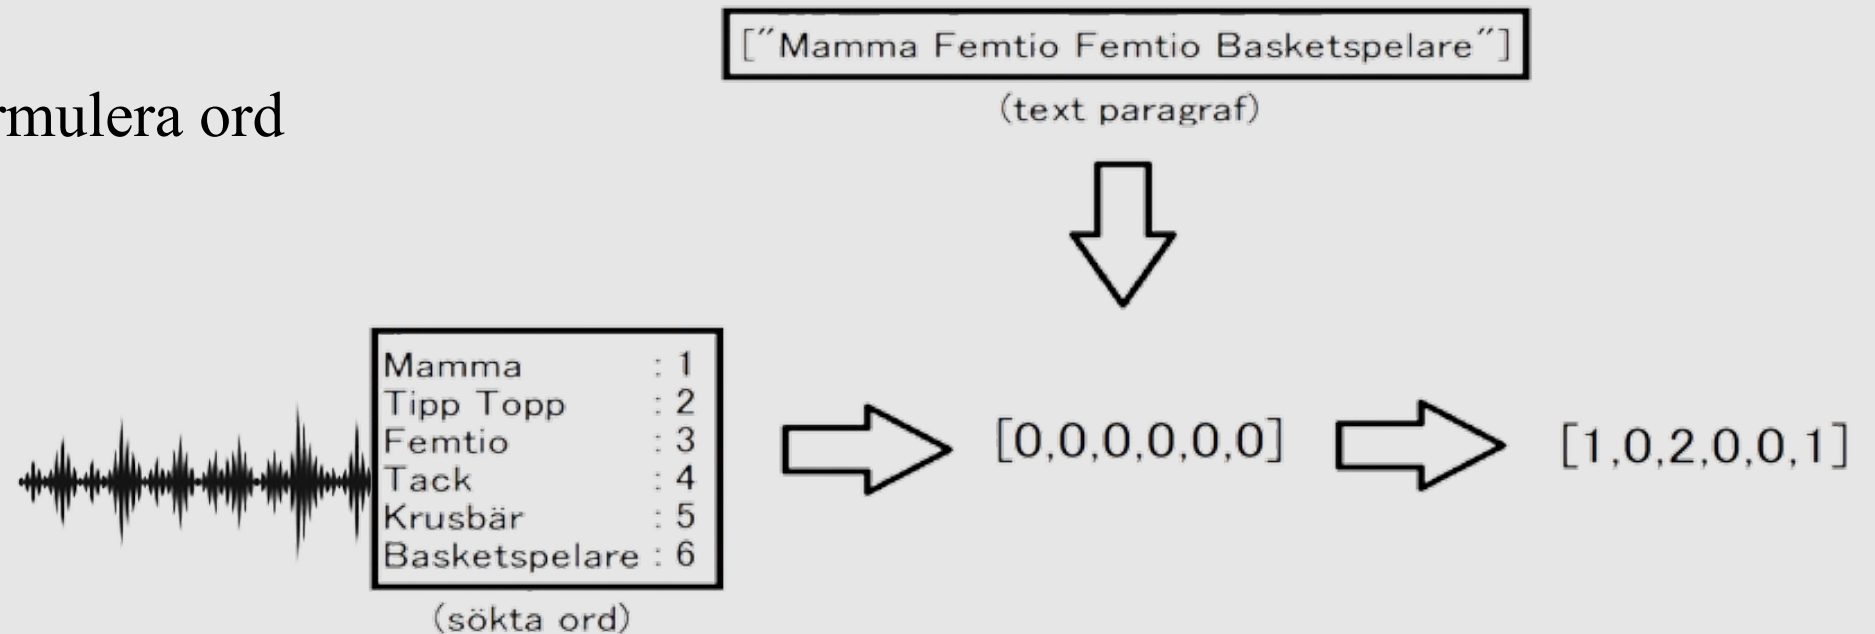 ["Mamma Femtio Femtio Basketspelare"]
(text paragraf)
rmulera ord
Mamma : 1
Tipp Topp : 2
Femtio : 3
Tack : 4
Krusbär : 5
Basketspelare : 6
(sökta ord)
[0,0,0,0,0,0]
[1,0,2,0,0,1]